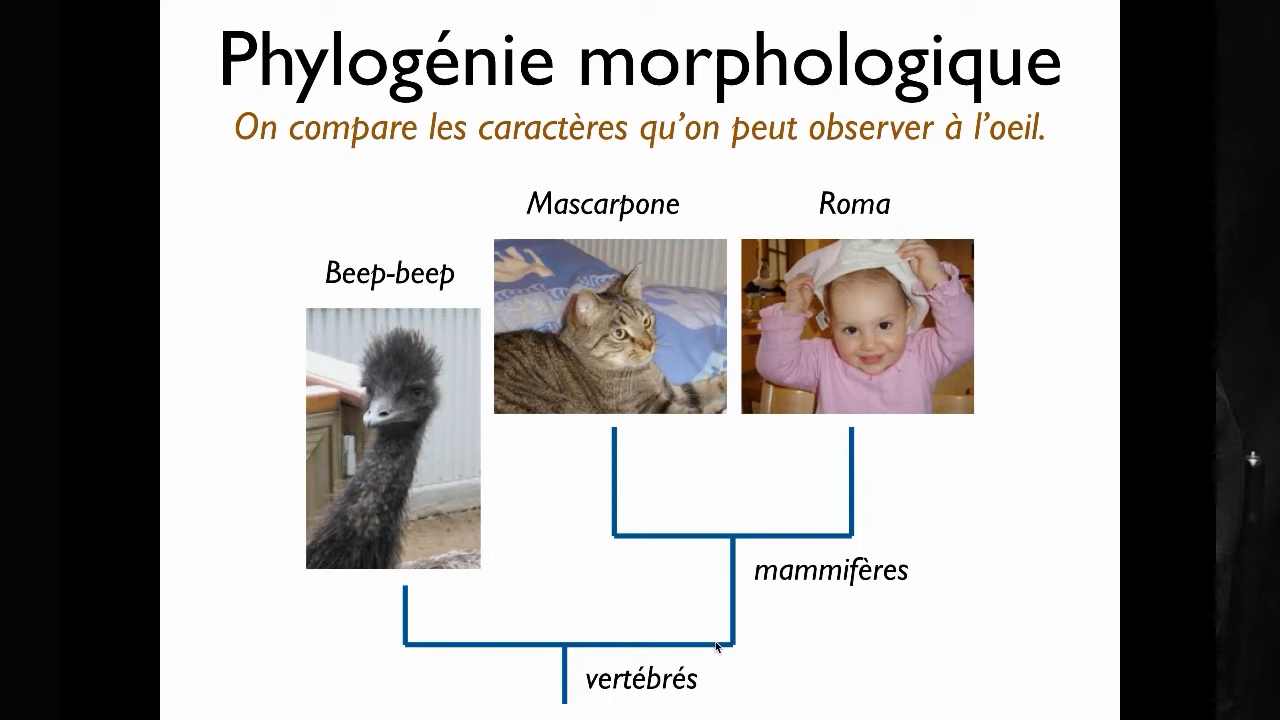 Phylogénie morphologique
On compare les caractères qu'on peut observer à l'oeil.
Mascarpone
Roma
Beep-beep
mammifères
vertébrés